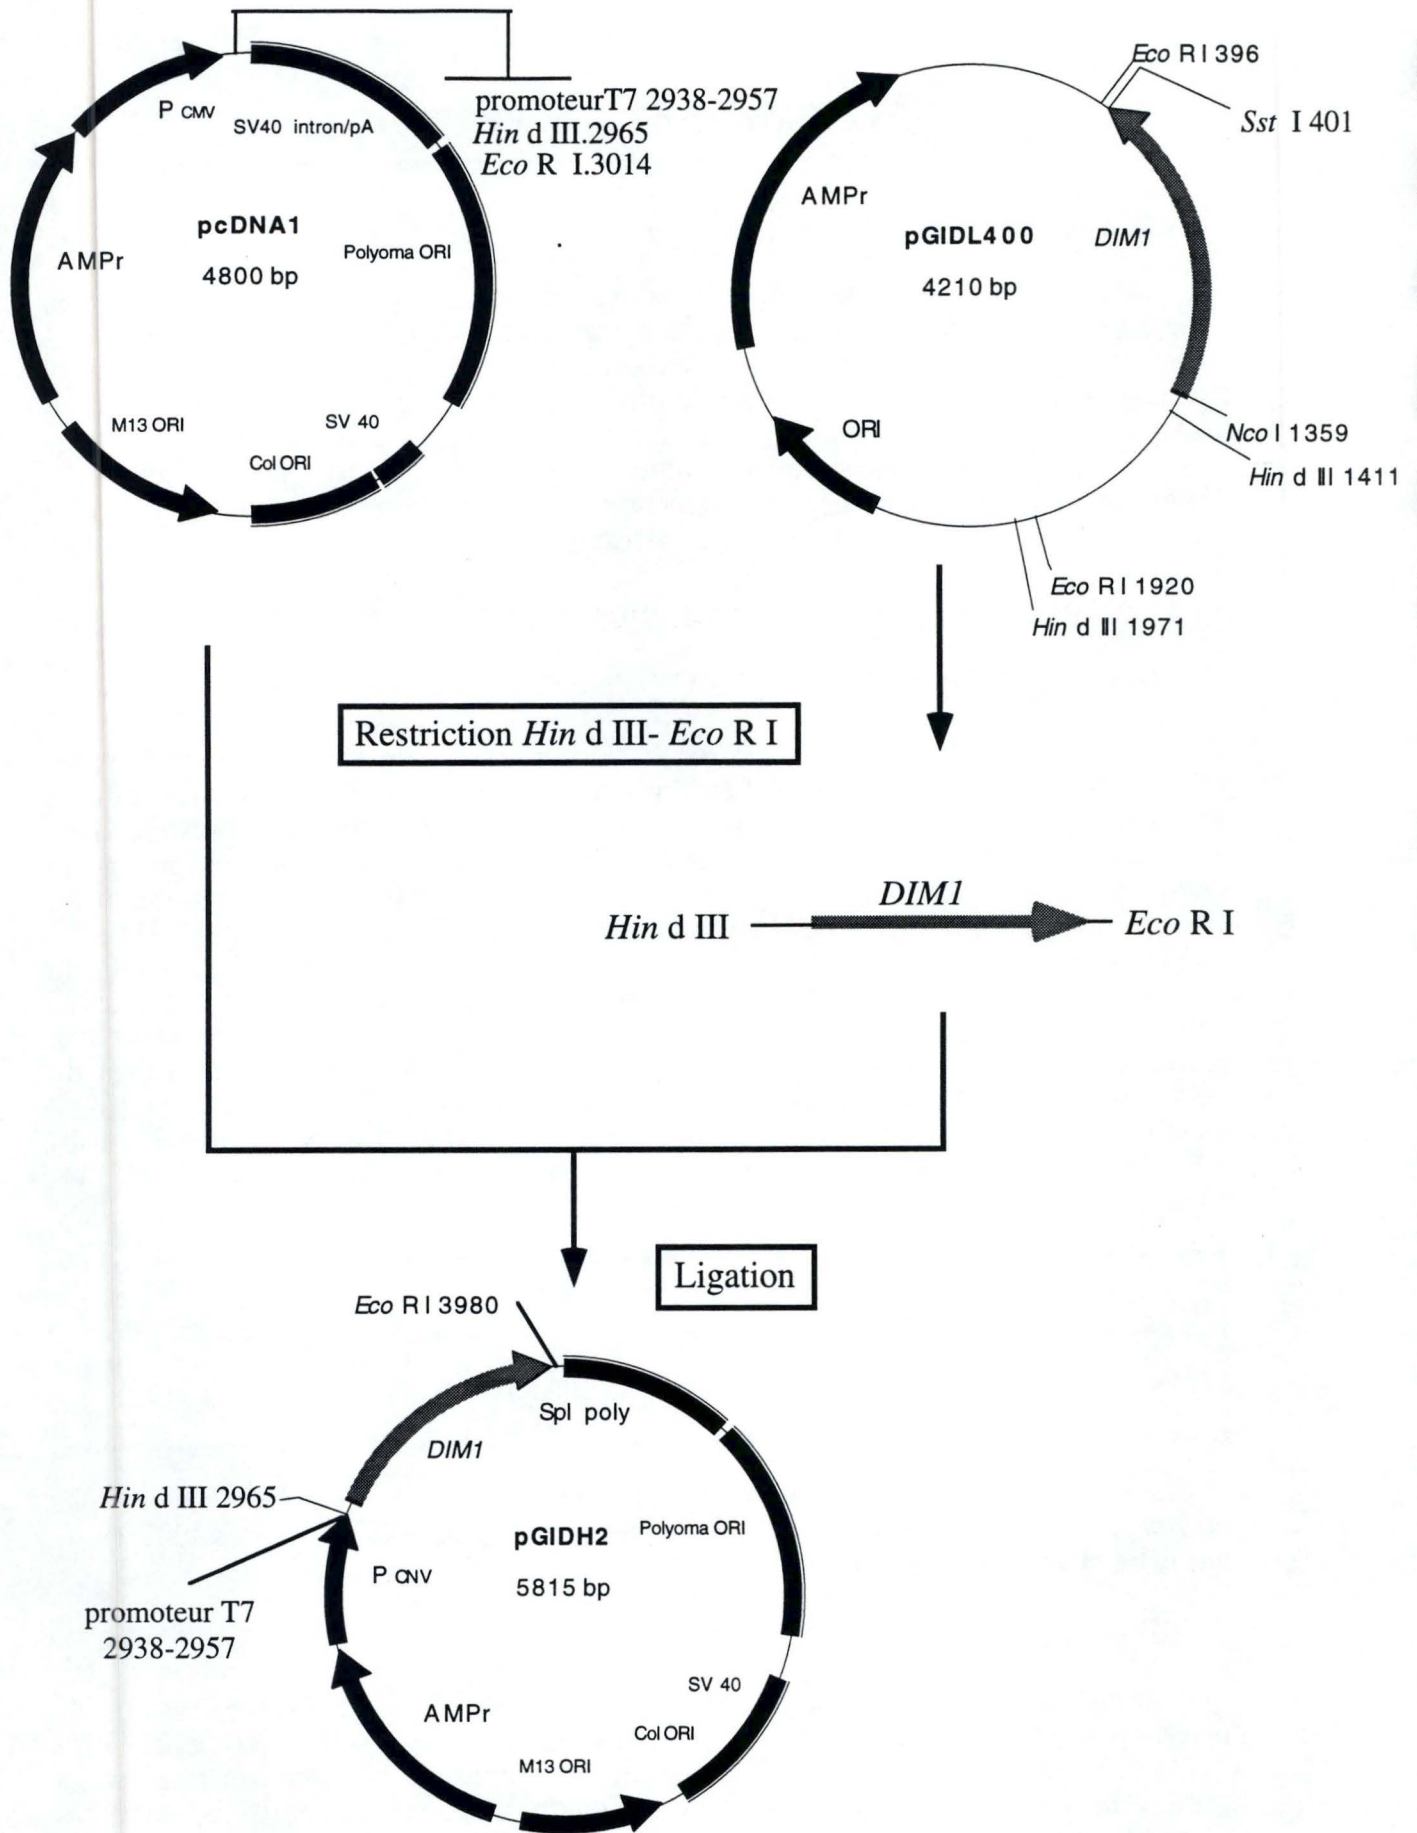 P CMV
SV40 intron/pA
promoteurT7 2938-2957
Hin d III.2965
Eco R I.3014
pcDNA1
4800 bp
AMPr
Polyoma ORI
M13 ORI
SV 40
Col ORI
Eco R I 396
Sst I 401
AMPr
pGIDL400
4210 bp
DIM1
ORI
Nco I 1359
Hin d III 1411
Eco R I 1920
Hin d III 1971
Restriction Hin d III- Eco R I
DIM1
Hin d III
Eco R I
Ligation
Eco R I 3980
Spl poly
DIM1
Hin d III 2965
pGIDH2
5815 bp
Polyoma ORI
P CNV
promoteur T7
2938-2957
SV 40
AMPr
Col ORI
M13 ORI